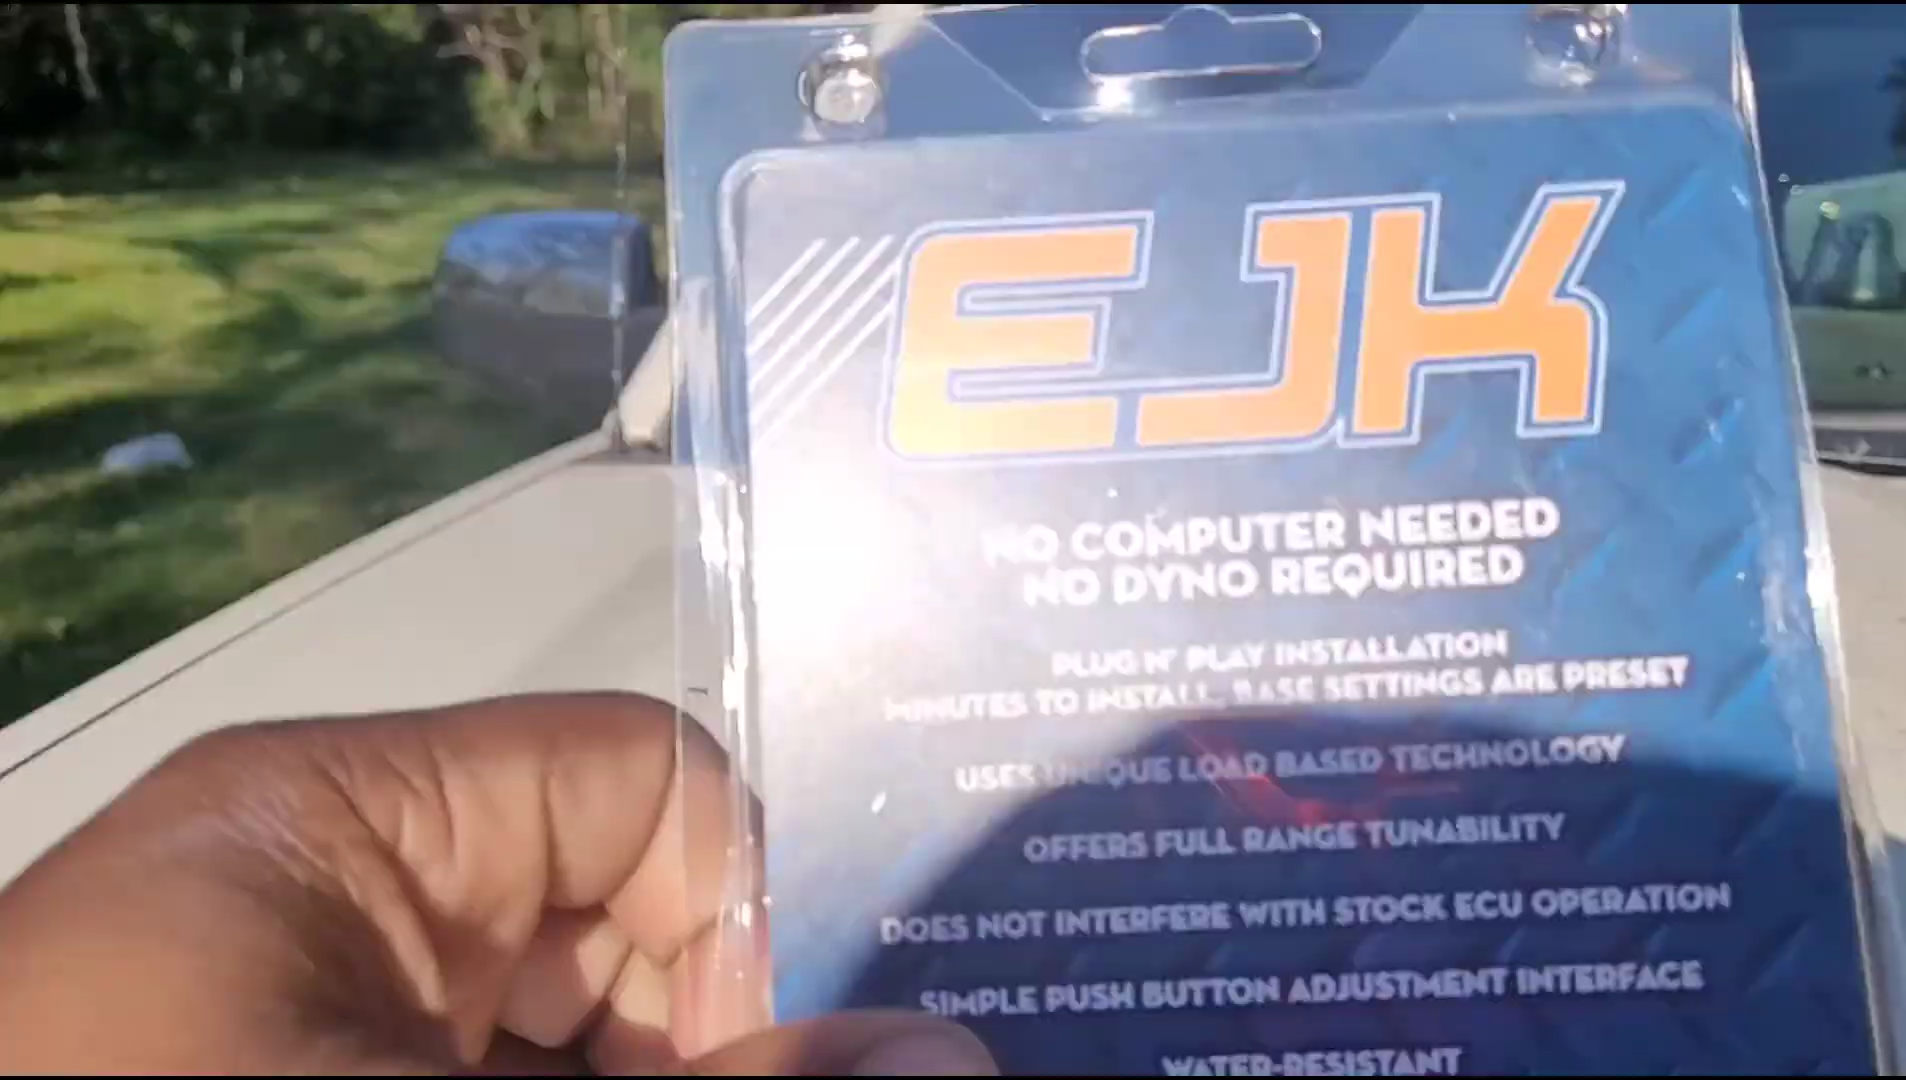 EJK
NO COMPUTER NEEDED
NO DYNO REQUIRED
PLUG N' PLAY INSTALLATION
MINUTES TO INSTALL, BASE SETTINGS ARE PRESET
USES UNIQUE LOAD BASED TECHNOLOGY
OFFERS FULL RANGE TUNABILITY
DOES NOT INTERFERE WITH STOCK ECU OPERATION
SIMPLE PUSH BUTTON ADJUSTMENT INTERFACE
WATER-RESISTANT